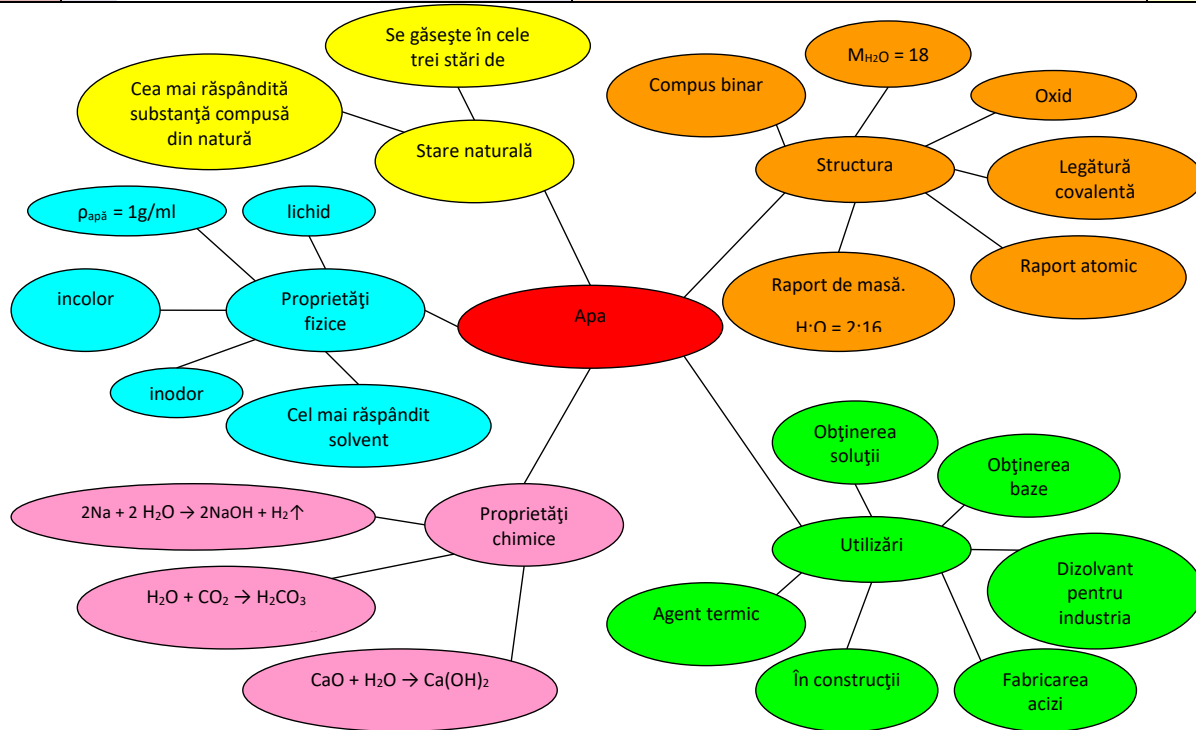 Se găseşte în cele
trei stări de
Cea mai răspândită
substanţă compusă
din natură
Stare naturală
MH₂O = 18
Compus binar
Oxid
Structura
Legătură
covalentă
Raport atomic
Raport de masă.
H:O = 2:16
ρapă = 1g/ml
lichid
incolor
Proprietăţi
fizice
inodor
Cel mai răspândit
solvent
Apa
2Na + 2 H₂O → 2NaOH + H₂↑
Proprietăţi
chimice
H₂O + CO₂ → H₂CO₃
CaO + H₂O → Ca(OH)₂
Obţinerea
soluţii
Obţinerea
baze
Utilizări
Dizolvant
pentru
industria
Agent termic
În construcţii
Fabricarea
acizi